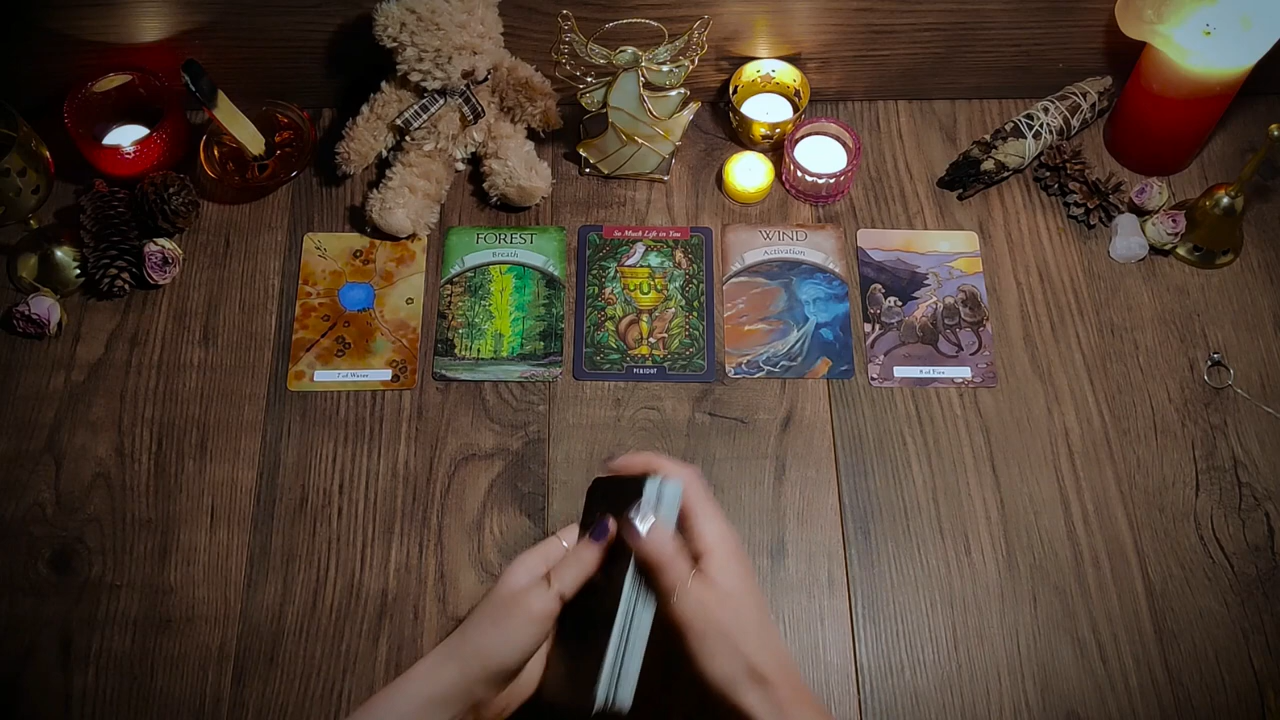 7 of Water
FOREST
Breath
So Much Life in You
PERIDOT
WIND
Activation
8 of Fire